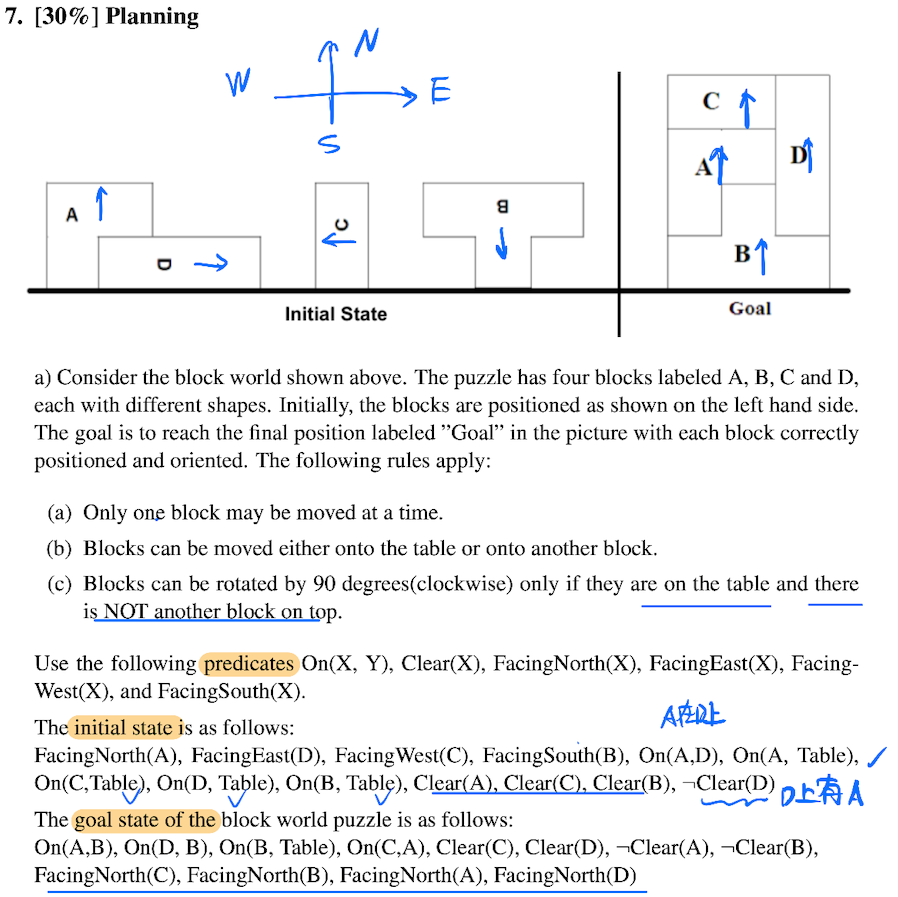 7. [30%] Planning
N
W
E
S
A
D
C
B
C
A
D
B
Initial State
Goal
a) Consider the block world shown above. The puzzle has four blocks labeled A, B, C and D,
each with different shapes. Initially, the blocks are positioned as shown on the left hand side.
The goal is to reach the final position labeled ”Goal” in the picture with each block correctly
positioned and oriented. The following rules apply:
(a) Only one block may be moved at a time.
(b) Blocks can be moved either onto the table or onto another block.
(c) Blocks can be rotated by 90 degrees(clockwise) only if they are on the table and there
is NOT another block on top.
Use the following predicates On(X, Y), Clear(X), FacingNorth(X), FacingEast(X), Facing-
West(X), and FacingSouth(X).
A在D上
The initial state is as follows:
FacingNorth(A), FacingEast(D), FacingWest(C), FacingSouth(B), On(A,D), On(A, Table),
On(C,Table), On(D, Table), On(B, Table), Clear(A), Clear(C), Clear(B), ¬Clear(D)
D上有A
The goal state of the block world puzzle is as follows:
On(A,B), On(D, B), On(B, Table), On(C,A), Clear(C), Clear(D), ¬Clear(A), ¬Clear(B),
FacingNorth(C), FacingNorth(B), FacingNorth(A), FacingNorth(D)